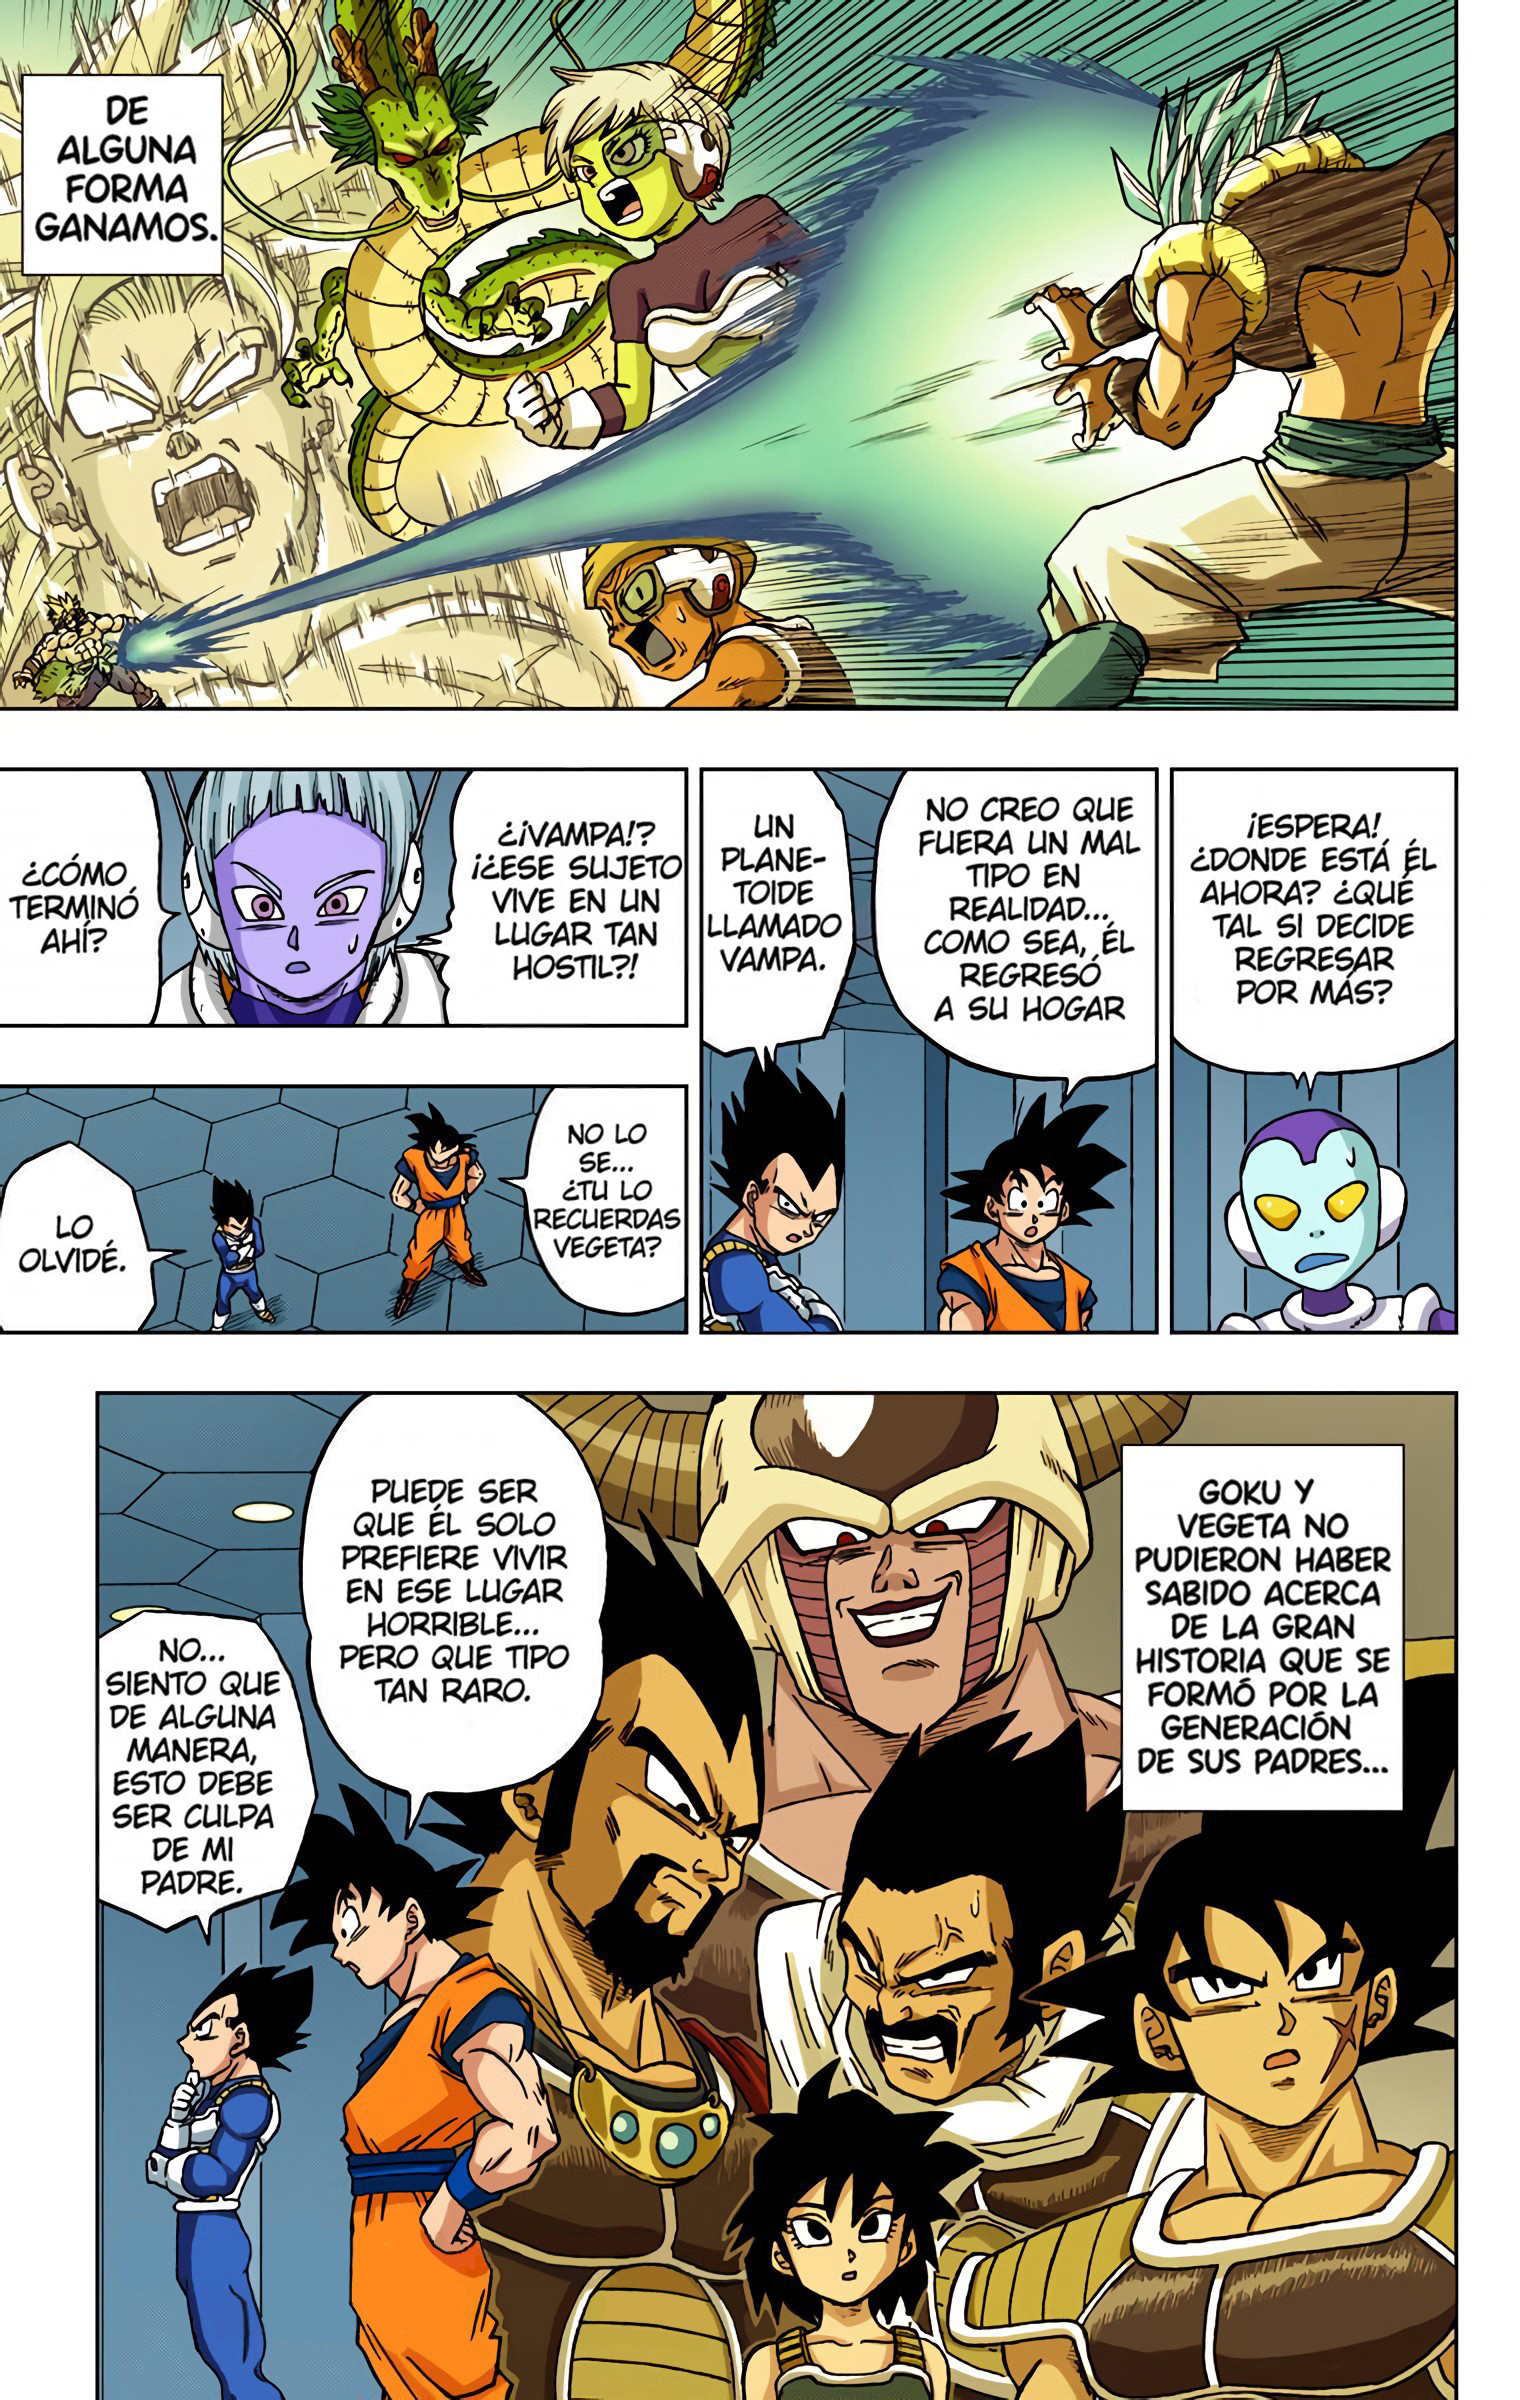 DE
ALGUNA
FORMA
GANAMOS.
¡ESPERA!
¿DONDE ESTÁ ÉL
AHORA? ¿QUÉ
TAL SI DECIDE
REGRESAR
POR MÁS?
NO CREO QUE
FUERA UN MAL
TIPO EN
REALIDAD...
COMO SEA, ÉL
REGRESÓ
A SU HOGAR
UN
PLANE-
TOIDE
LLAMADO
VAMPA.
¿¡VAMPA!?
¡¿ESE SUJETO
VIVE EN UN
LUGAR TAN
HOSTIL?!
¿CÓMO
TERMINÓ
AHÍ?
NO LO
SE...
¿TU LO
RECUERDAS
VEGETA?
LO
OLVIDÉ.
GOKU Y
VEGETA NO
PUDIERON HABER
SABIDO ACERCA
DE LA GRAN
HISTORIA QUE SE
FORMÓ POR LA
GENERACIÓN
DE SUS PADRES...
PUEDE SER
QUE ÉL SOLO
PREFIERE VIVIR
EN ESE LUGAR
HORRIBLE...
PERO QUE TIPO
TAN RARO.
NO...
SIENTO QUE
DE ALGUNA
MANERA,
ESTO DEBE
SER CULPA
DE MI
PADRE.